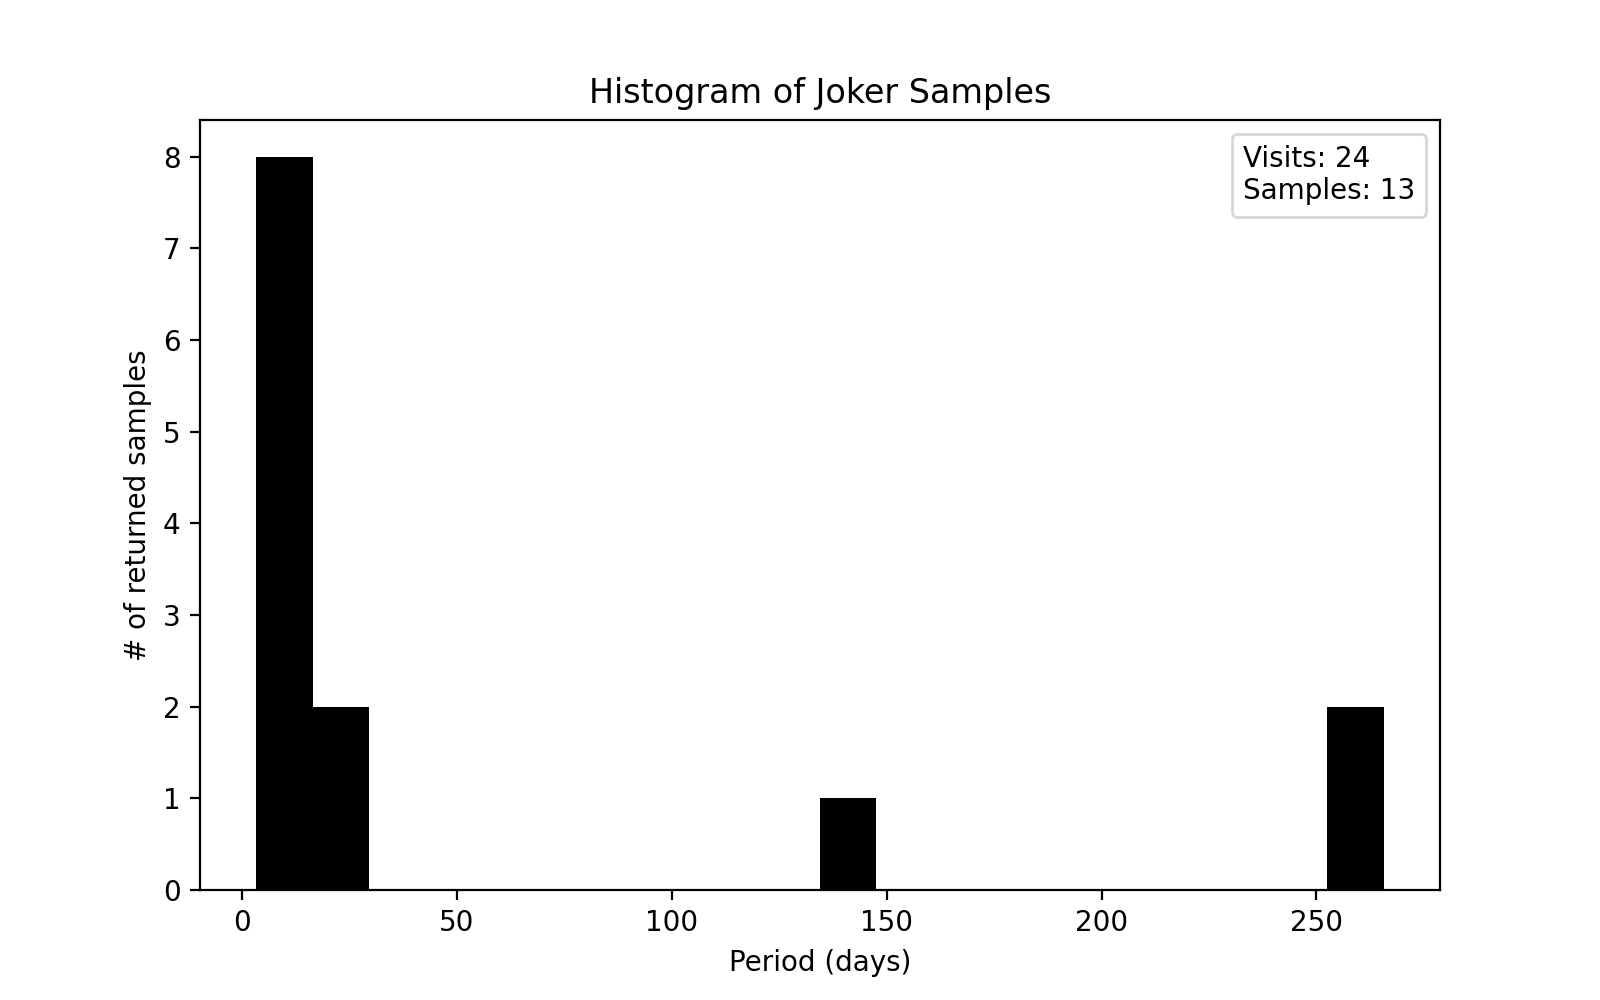 Histogram of Joker Samples
Visits: 24
Samples: 13
8
7
6
5
4
3
2
1
0
# of returned samples
0 50 100 150 200 250
Period (days)